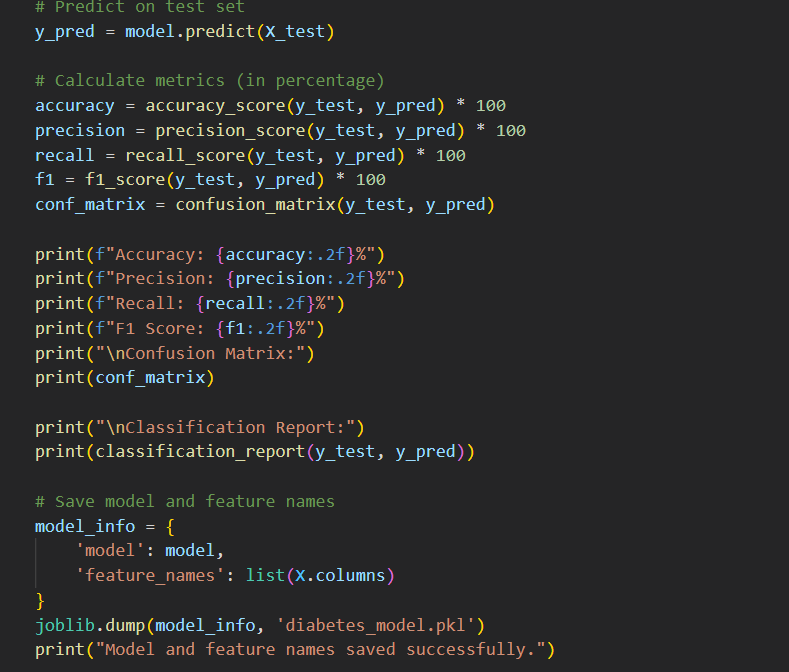 # Predict on test set
y_pred = model.predict(X_test)
# Calculate metrics (in percentage)
accuracy = accuracy_score(y_test, y_pred) * 100
precision = precision_score(y_test, y_pred) * 100
recall = recall_score(y_test, y_pred) * 100
f1 = f1_score(y_test, y_pred) * 100
conf_matrix = confusion_matrix(y_test, y_pred)
print(f"Accuracy: {accuracy:.2f}%")
print(f"Precision: {precision:.2f}%")
print(f"Recall: {recall:.2f}%")
print(f"F1 Score: {f1:.2f}%")
print("\nConfusion Matrix:")
print(conf_matrix)
print("\nClassification Report:")
print(classification_report(y_test, y_pred))
# Save model and feature names
model_info = {
    'model': model,
    'feature_names': list(X.columns)
}
joblib.dump(model_info, 'diabetes_model.pkl')
print("Model and feature names saved successfully.")